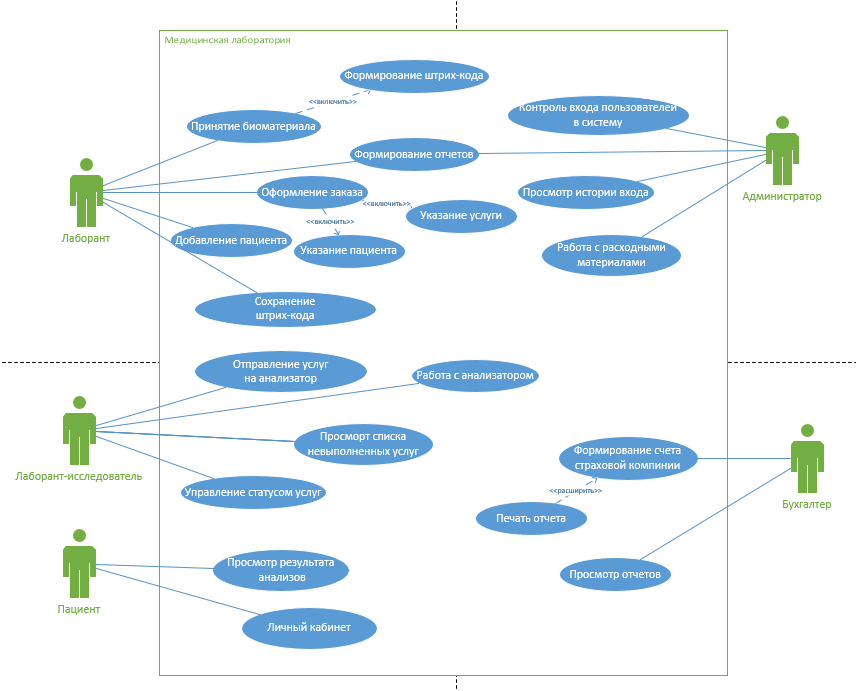 Медицинская лаборатория
Формирование штрих-кода
<<включить>>
Принятие биоматериала
Контроль входа пользователей
в систему
Формирование отчетов
Оформление заказа
<<включить>>
<<включить>>
Указание услуги
Просмотр истории входа
Администратор
Лаборант
Добавление пациента
Указание пациента
Работа с расходными
материалами
Сохранение
штрих-кода
Отправление услуг
на анализатор
Работа с анализатором
Просморт списка
невыполненных услуг
Лаборант-исследователь
Управление статусом услуг
Формирование счета
страховой компинии
<<расширить>>
Печать отчета
Бухгалтер
Просмотр результата
анализов
Просмотр отчетов
Пациент
Личный кабинет